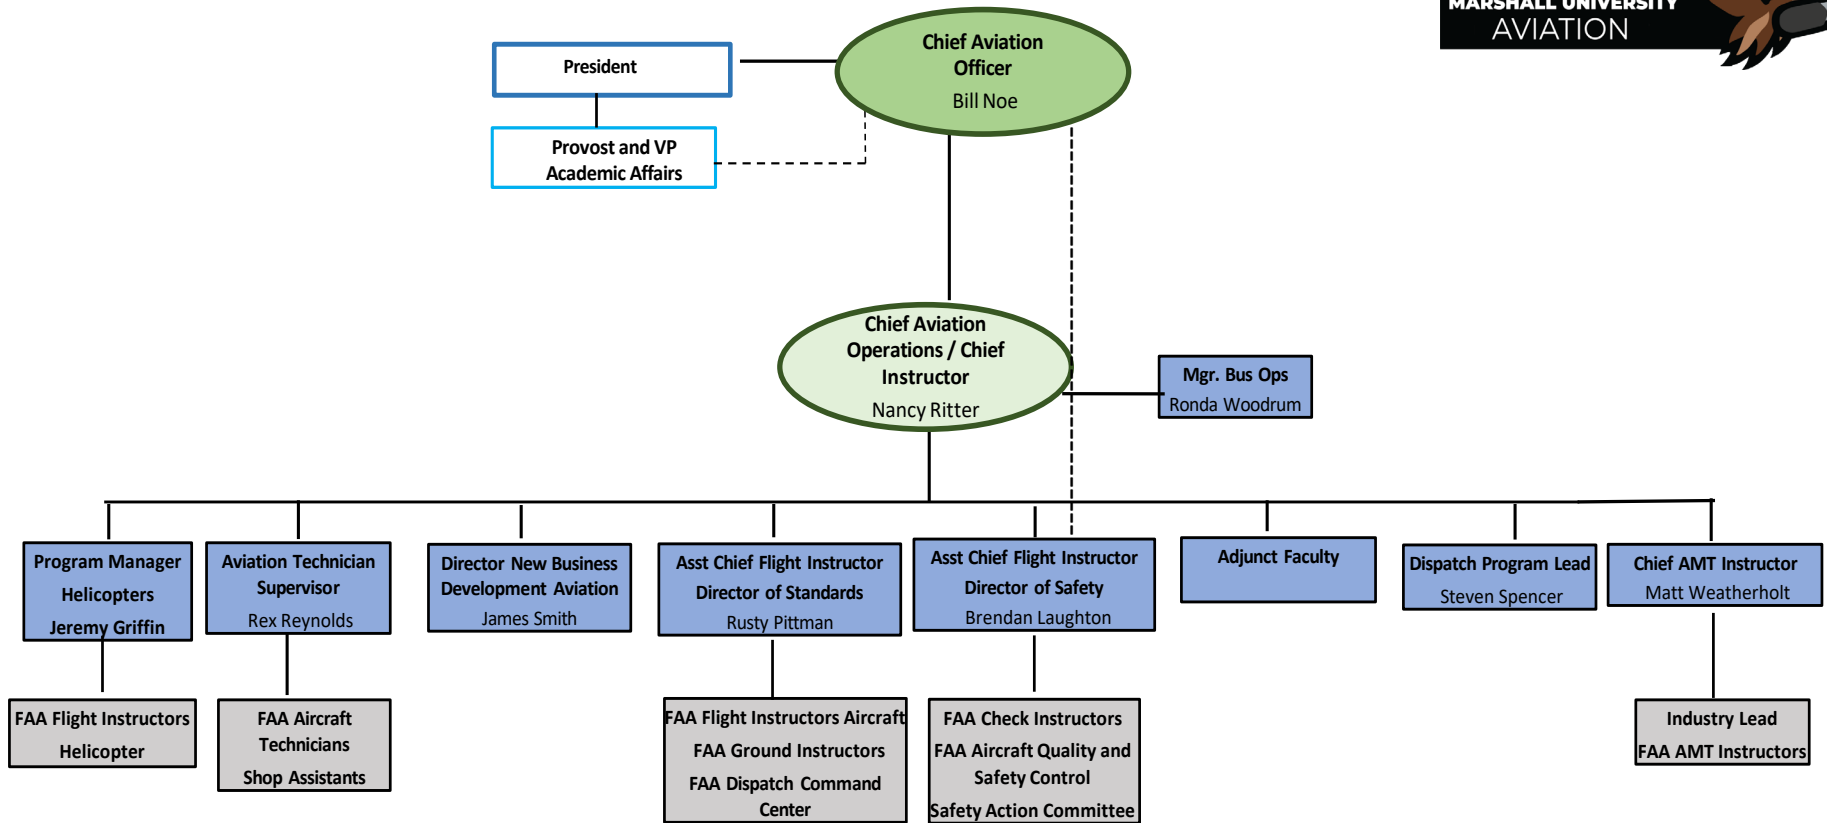 MARSHALL UNIVERSITY
AVIATION
Chief Aviation
Officer
Bill Noe
President
Provost and VP
Academic Affairs
Chief Aviation
Operations / Chief
Instructor
Nancy Ritter
Mgr. Bus Ops
Ronda Woodrum
Program Manager
Helicopters
Jeremy Griffin
Aviation Technician
Supervisor
Rex Reynolds
Director New Business
Development Aviation
James Smith
Asst Chief Flight Instructor
Director of Standards
Rusty Pittman
Asst Chief Flight Instructor
Director of Safety
Brendan Laughton
Adjunct Faculty
Dispatch Program Lead
Steven Spencer
Chief AMT Instructor
Matt Weatherholt
FAA Flight Instructors
Helicopter
FAA Aircraft
Technicians
Shop Assistants
FAA Flight Instructors Aircraft
FAA Ground Instructors
FAA Dispatch Command
Center
FAA Check Instructors
FAA Aircraft Quality and
Safety Control
Safety Action Committee
Industry Lead
FAA AMT Instructors